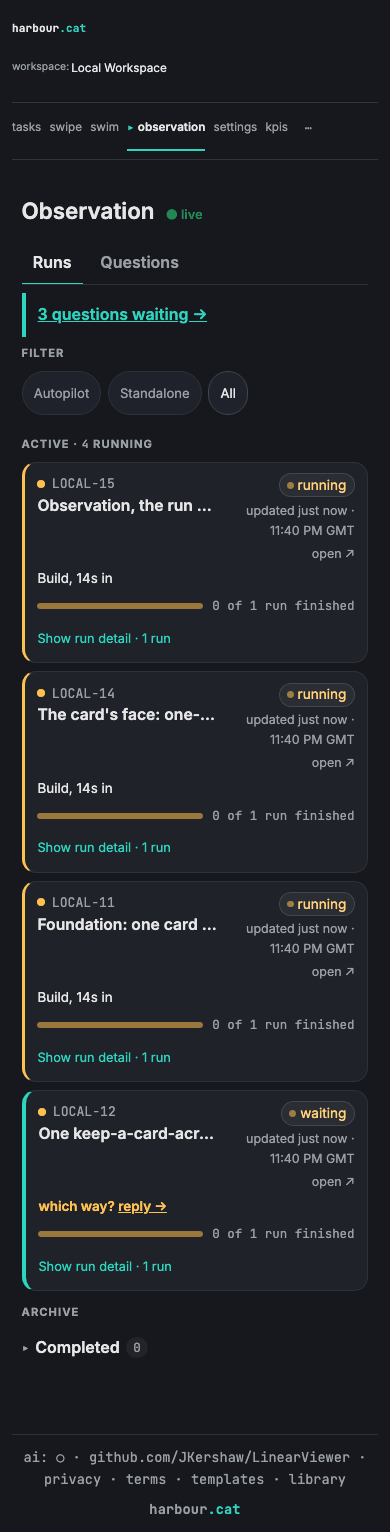 harbour.cat
workspace: Local Workspace
tasks swipe swim ▸ observation settings kpis ⋯
Observation ● live
Runs Questions
3 questions waiting →
FILTER
Autopilot Standalone All
ACTIVE · 4 RUNNING
LOCAL-15 running
Observation, the run ... updated just now ·
11:40 PM GMT
open ↗
Build, 14s in
0 of 1 run finished
Show run detail · 1 run
LOCAL-14 running
The card's face: one-... updated just now ·
11:40 PM GMT
open ↗
Build, 14s in
0 of 1 run finished
Show run detail · 1 run
LOCAL-11 running
Foundation: one card ... updated just now ·
11:40 PM GMT
open ↗
Build, 14s in
0 of 1 run finished
Show run detail · 1 run
LOCAL-12 waiting
One keep-a-card-acr... updated just now ·
11:40 PM GMT
open ↗
which way? reply →
0 of 1 run finished
Show run detail · 1 run
ARCHIVE
▸ Completed 0
ai: ○ · github.com/JKershaw/LinearViewer ·
privacy · terms · templates · library
harbour.cat